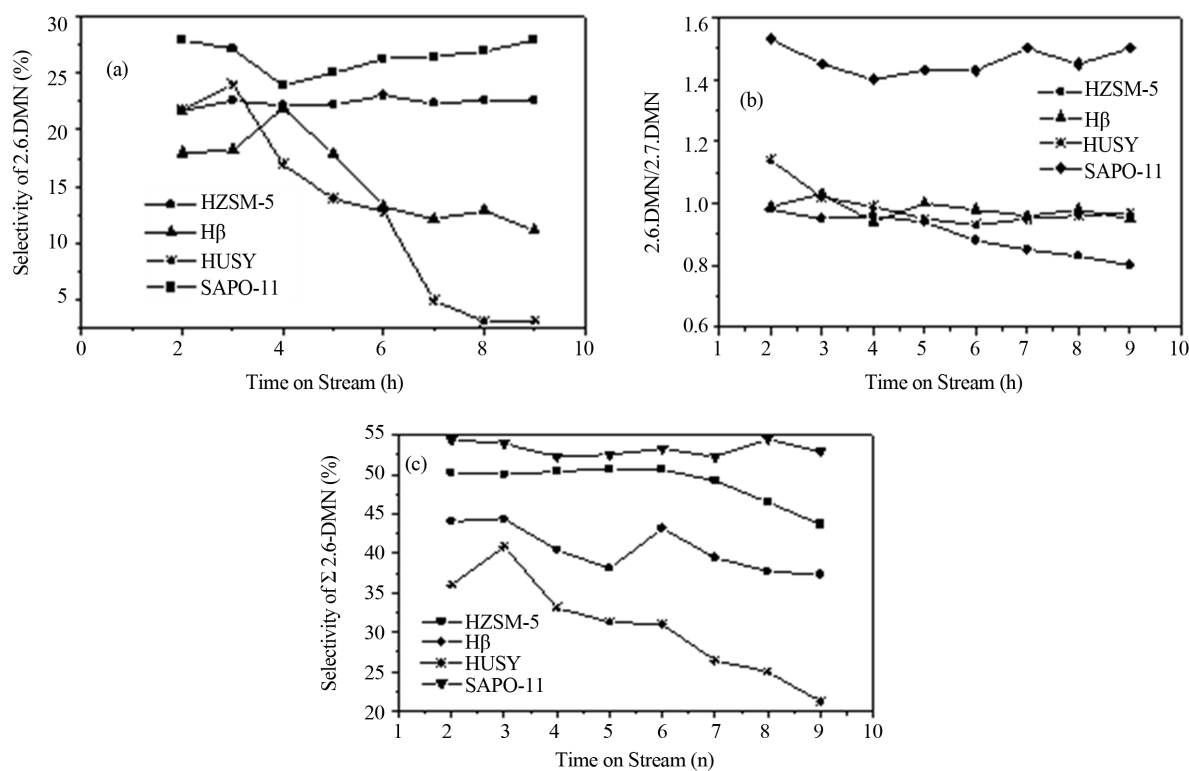 30
25
20
15
10
5
Selectivity of 2.6.DMN (%)
(a)
HZSM-5
Hβ
HUSY
SAPO-11
0 2 4 6 8 10
Time on Stream (h)
1.6
1.4
1.2
1.0
0.8
0.6
2.6.DMN/2.7.DMN
(b)
HZSM-5
Hβ
HUSY
SAPO-11
1 2 3 4 5 6 7 8 9 10
Time on Stream (h)
55
50
45
40
35
30
25
20
Selectivity of Σ 2.6-DMN (%)
(c)
HZSM-5
Hβ
HUSY
SAPO-11
1 2 3 4 5 6 7 8 9 10
Time on Stream (n)